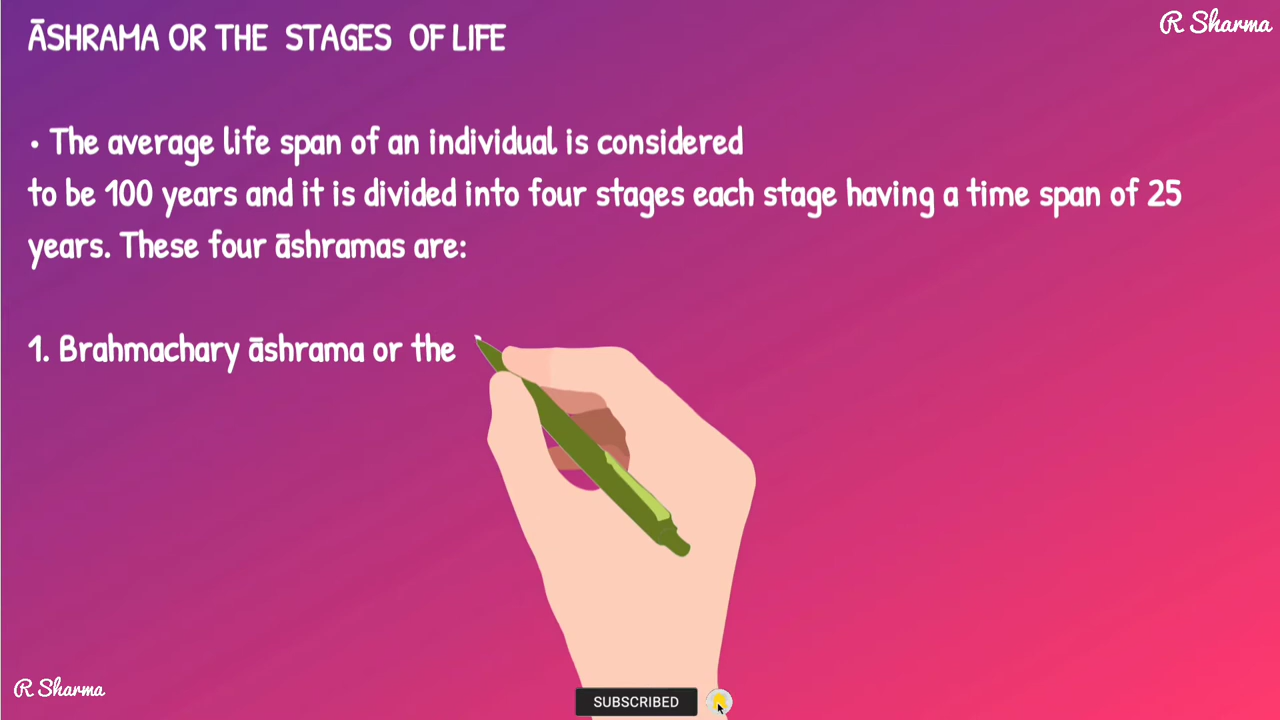 ĀSHRAMA OR THE STAGES OF LIFE
R Sharma
• The average life span of an individual is considered
to be 100 years and it is divided into four stages each stage having a time span of 25
years. These four āshramas are:
1. Brahmachary āshrama or the
R Sharma
SUBSCRIBED